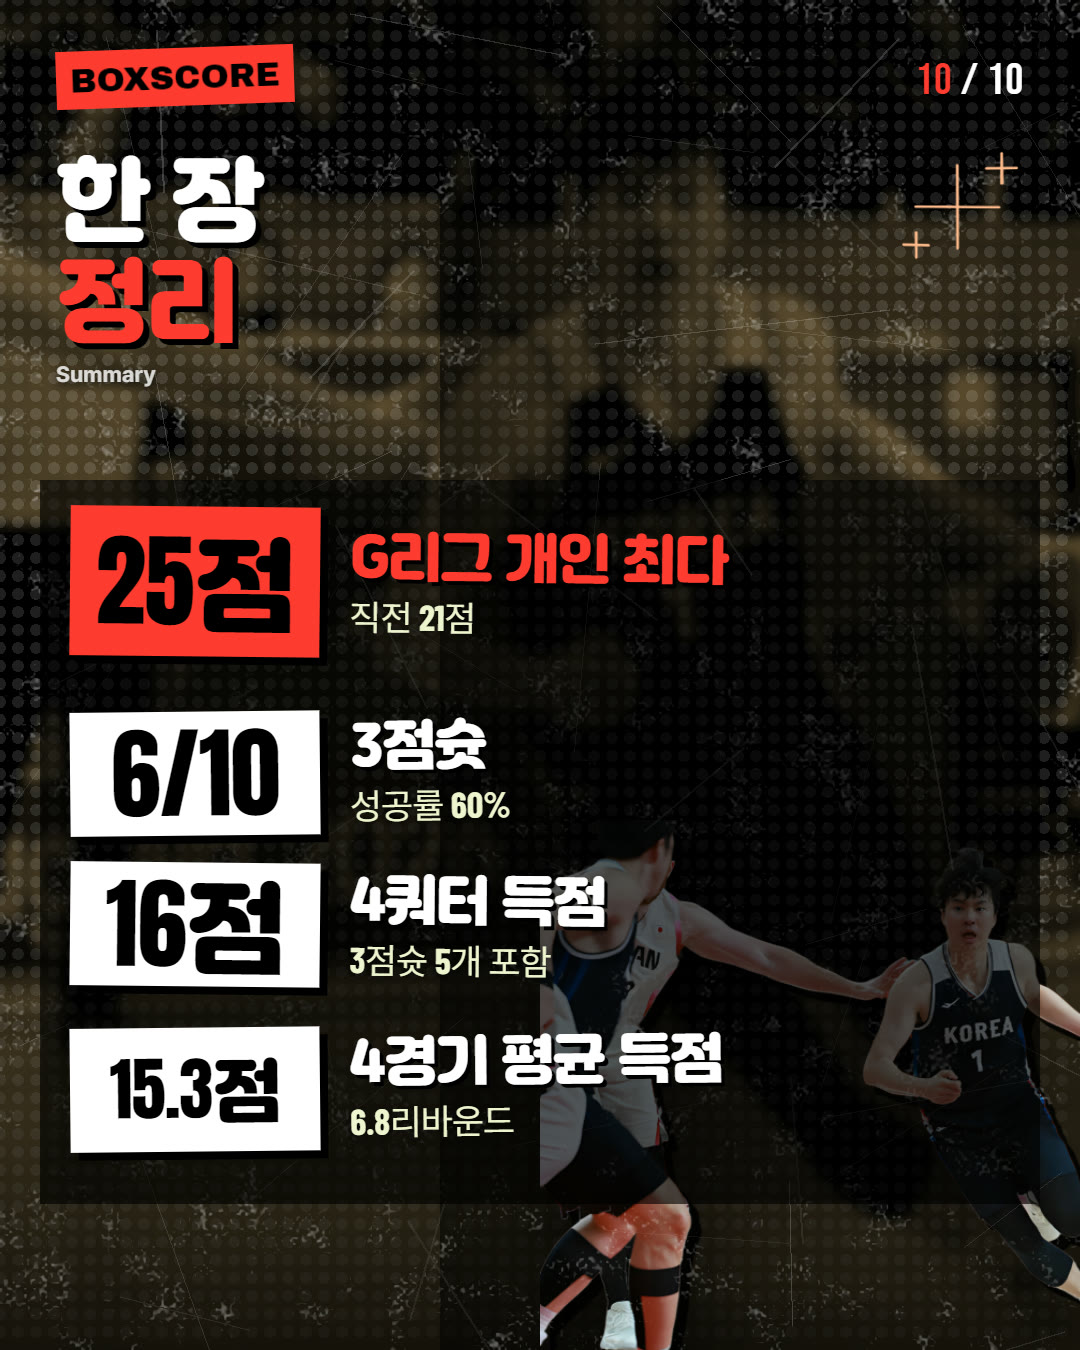 BOXSCORE
10 / 10
한 장
정리
Summary
25점
G리그 개인 최다
직전 21점
6/10
3점슛
성공률 60%
16점
4쿼터 득점
3점슛 5개 포함
15.3점
4경기 평균 득점
6.8리바운드
KOREA
1